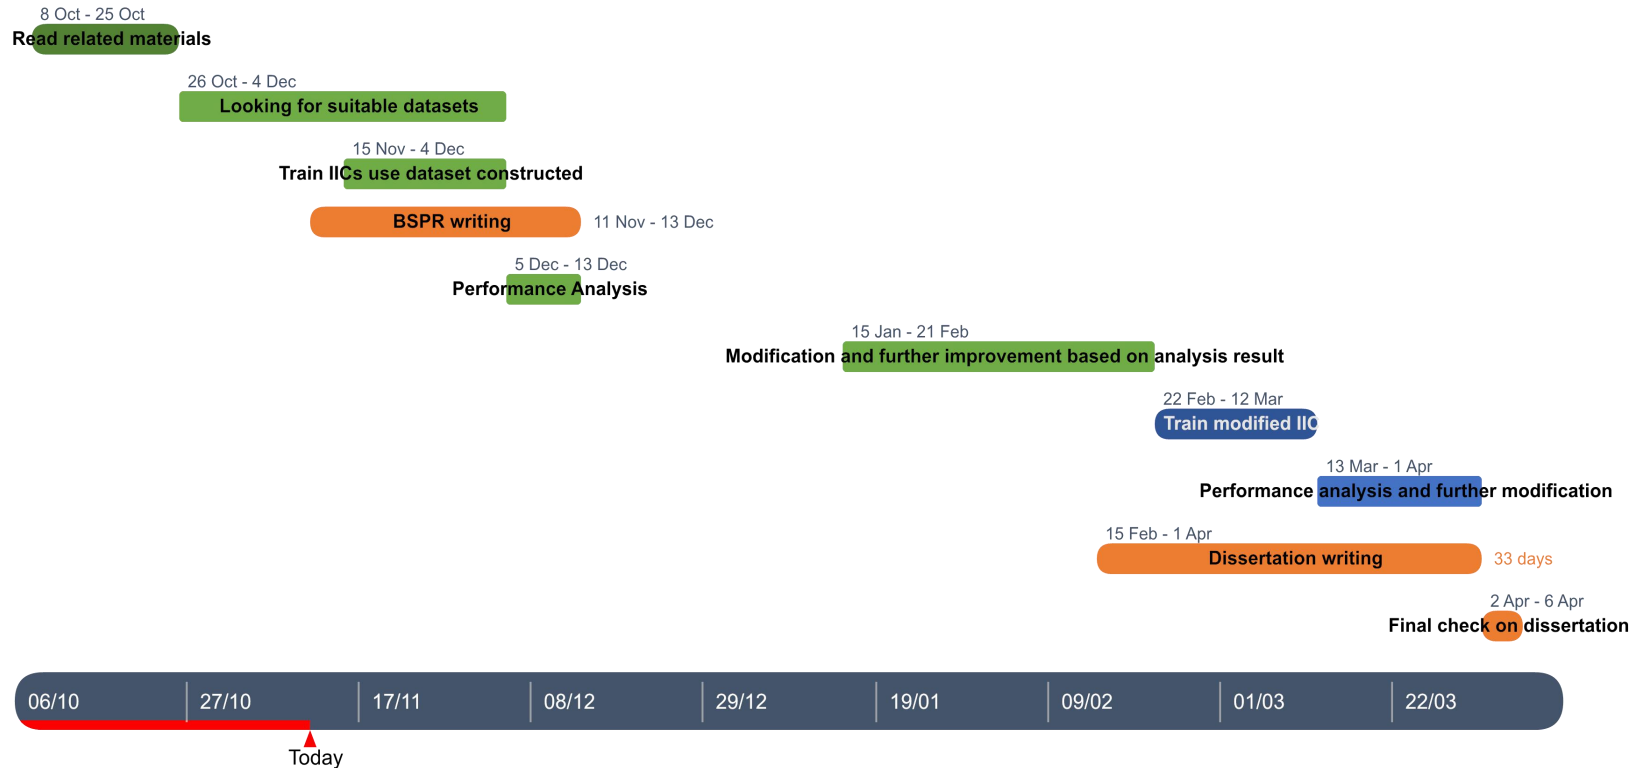 8 Oct - 25 Oct
Read related materials
26 Oct - 4 Dec
Looking for suitable datasets
15 Nov - 4 Dec
Train IICs use dataset constructed
BSPR writing 11 Nov - 13 Dec
5 Dec - 13 Dec
Performance Analysis
15 Jan - 21 Feb
Modification and further improvement based on analysis result
22 Feb - 12 Mar
Train modified IIC
13 Mar - 1 Apr
Performance analysis and further modification
15 Feb - 1 Apr
Dissertation writing 33 days
2 Apr - 6 Apr
Final check on dissertation
06/10 27/10 17/11 08/12 29/12 19/01 09/02 01/03 22/03
Today